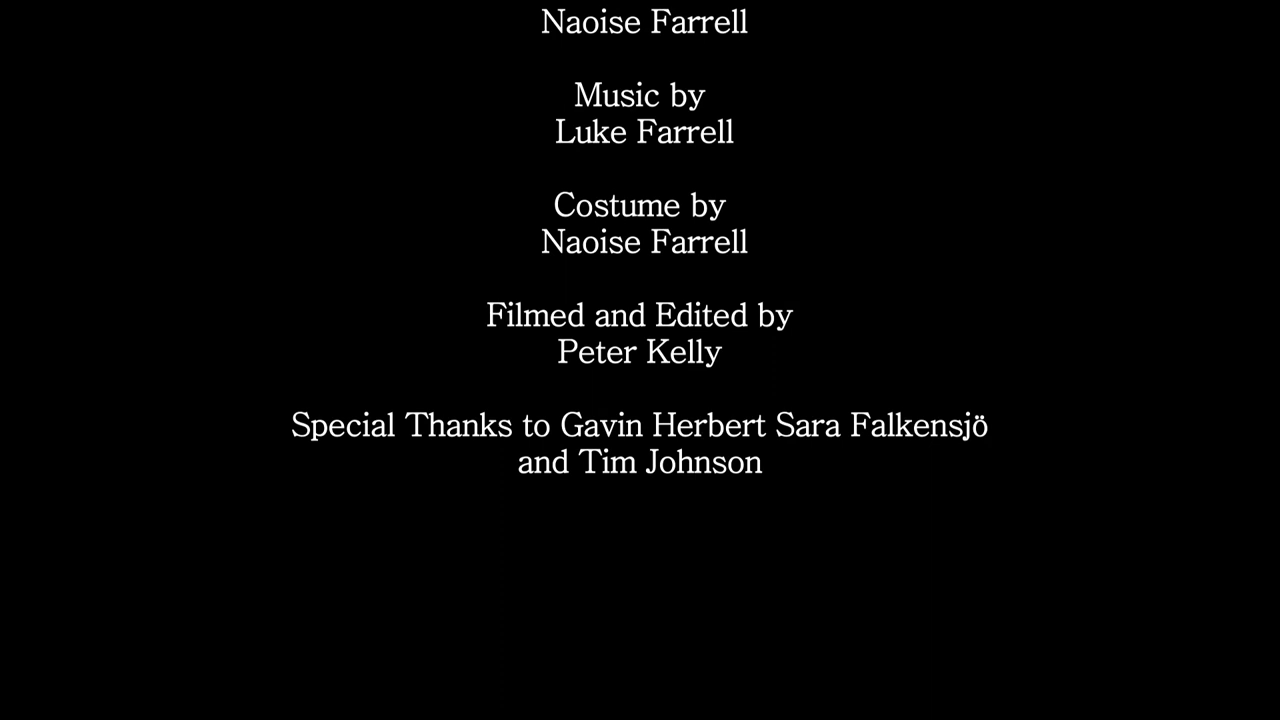 Naoise Farrell
Music by
Luke Farrell
Costume by
Naoise Farrell
Filmed and Edited by
Peter Kelly
Special Thanks to Gavin Herbert Sara Falkensjö
and Tim Johnson